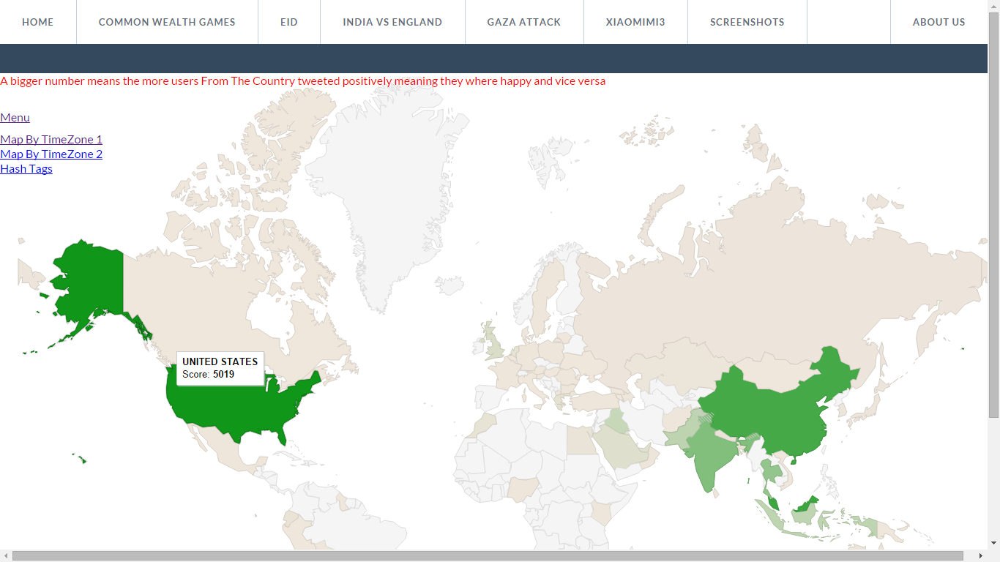 HOME COMMON WEALTH GAMES EID INDIA VS ENGLAND GAZA ATTACK XIAOMIMI3 SCREENSHOTS ABOUT US
A bigger number means the more users From The Country tweeted positively meaning they where happy and vice versa
Menu
Map By TimeZone 1
Map By TimeZone 2
Hash Tags
UNITED STATES
Score: 5019